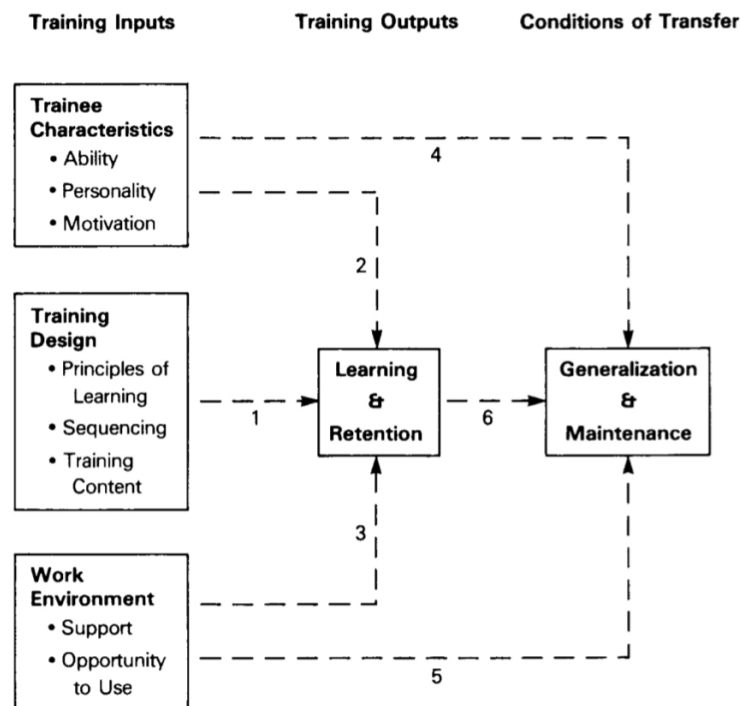 Training Inputs
Training Outputs
Conditions of Transfer
Trainee
Characteristics
• Ability
• Personality
• Motivation
4
2
Training
Design
• Principles of
Learning
• Sequencing
• Training
Content
1
Learning
&
Retention
6
Generalization
&
Maintenance
3
Work
Environment
• Support
• Opportunity
to Use
5